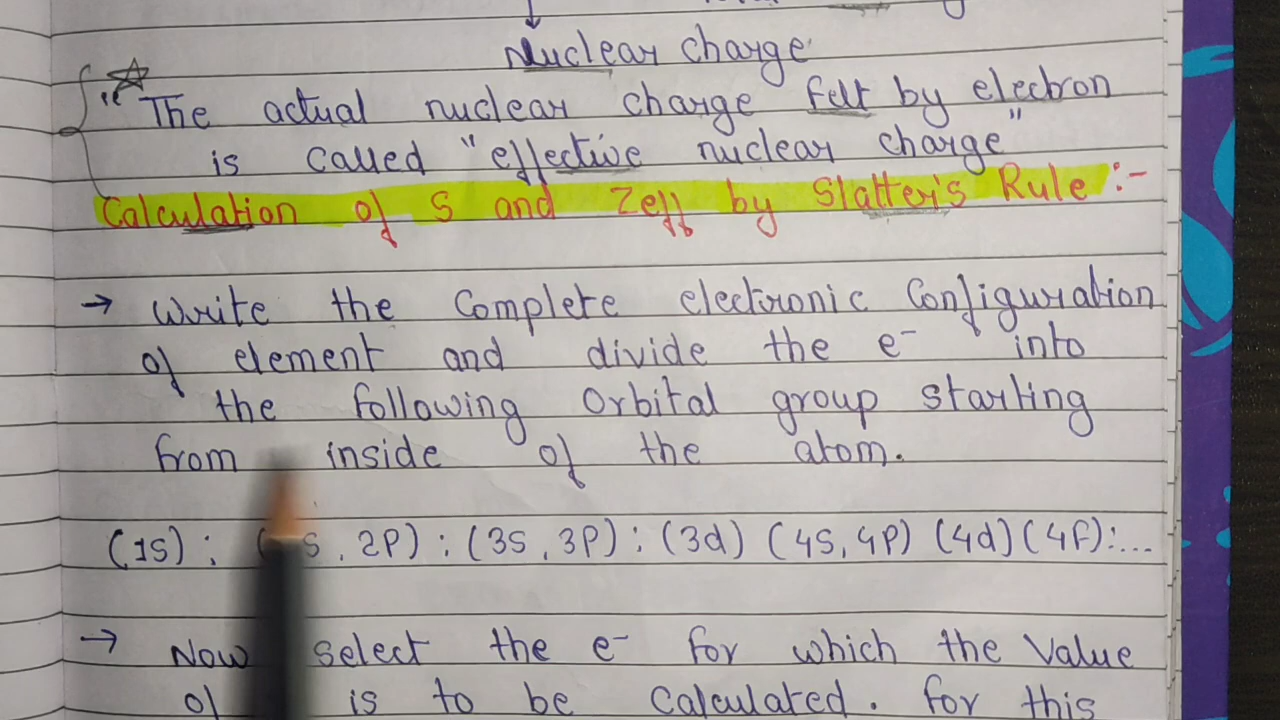 Nuclear charge
"The actual nuclear charge felt by electron
is called "effective nuclear charge"
Calculation of S and Zeff by Slatter's Rule :-
→ Write the Complete electronic Configuration
of element and divide the e⁻ into
the following Orbital group starting
from inside of the atom.
(1s) : ( s , 2P) : (3s , 3P) : (3d) (4s, 4P) (4d) (4f) : ...
→ Now select the e⁻ for which the Value
of is to be Calculated . for this